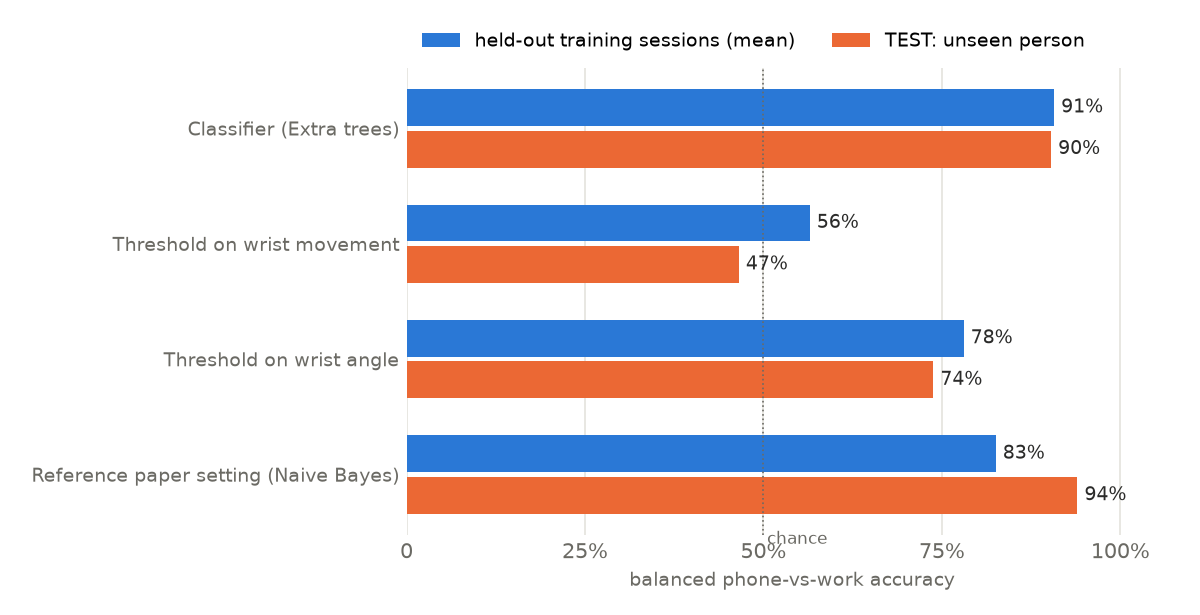 held-out training sessions (mean) TEST: unseen person
Classifier (Extra trees) 91%
90%
Threshold on wrist movement 56%
47%
Threshold on wrist angle 78%
74%
Reference paper setting (Naive Bayes) 83%
94%
chance
0 25% 50% 75% 100%
balanced phone-vs-work accuracy